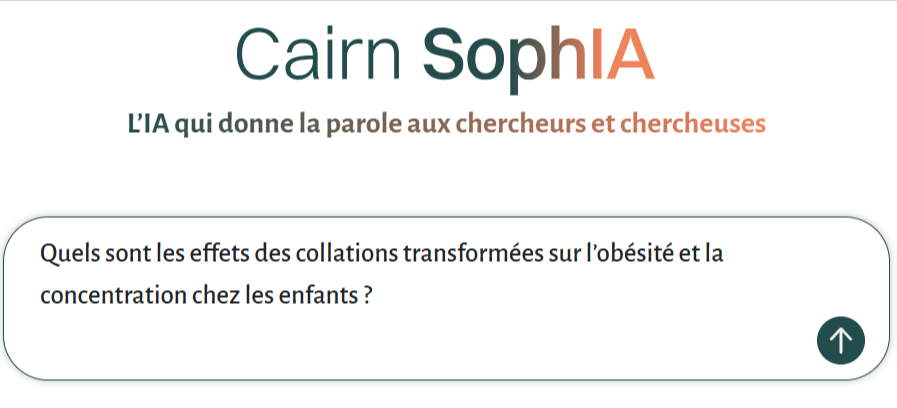 Cairn SophIA
L’IA qui donne la parole aux chercheurs et chercheuses
Quels sont les effets des collations transformées sur l’obésité et la
concentration chez les enfants ?